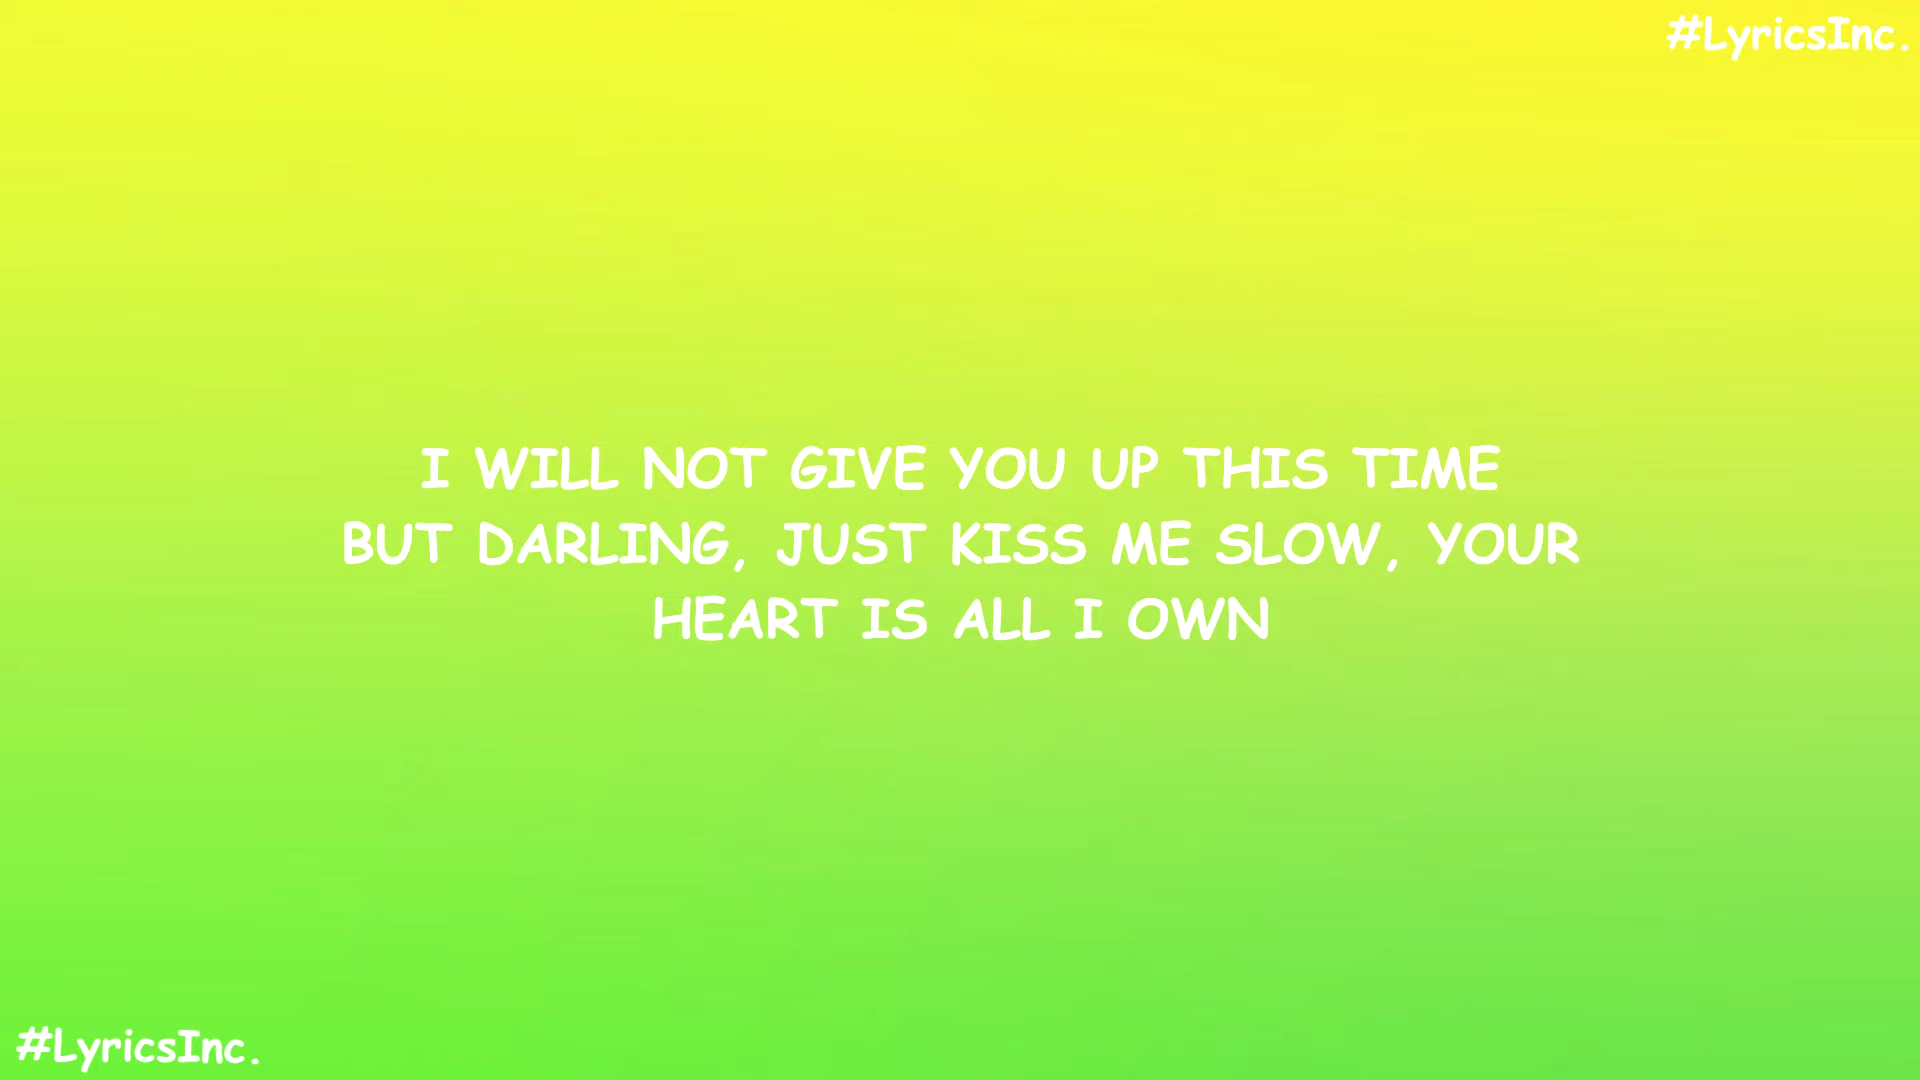 #LyricsInc.
I WILL NOT GIVE YOU UP THIS TIME
BUT DARLING, JUST KISS ME SLOW, YOUR
HEART IS ALL I OWN
#LyricsInc.